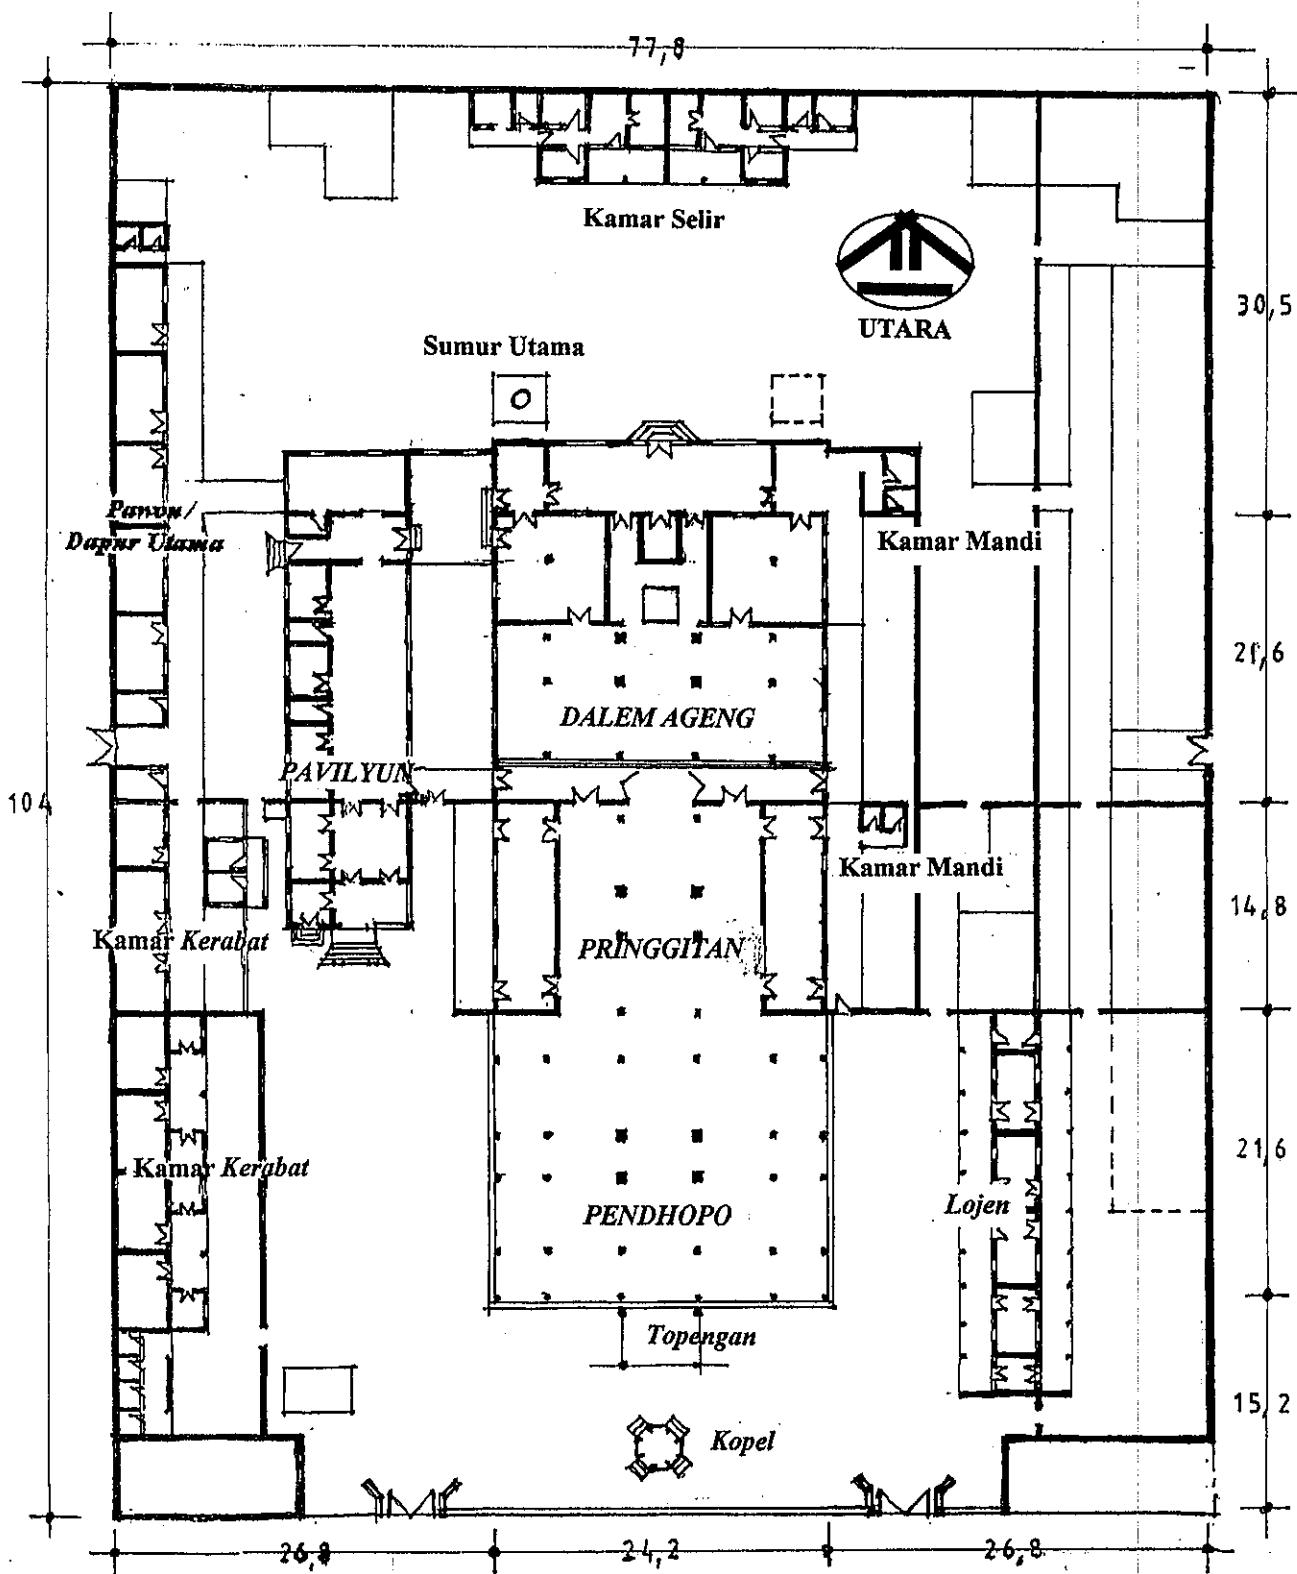 77,8
Kamar Selir
UTARA
30,5
Sumur Utama
Pawon/
Dapur Utama
Kamar Mandi
21,6
DALEM AGENG
PAVILYUN
104
Kamar Mandi
14,8
Kamar Kerabat
PRINGGITAN
Kamar Kerabat
21,6
Lojen
PENDHOPO
Topengan
15,2
Kopel
26,8
24,2
26,8